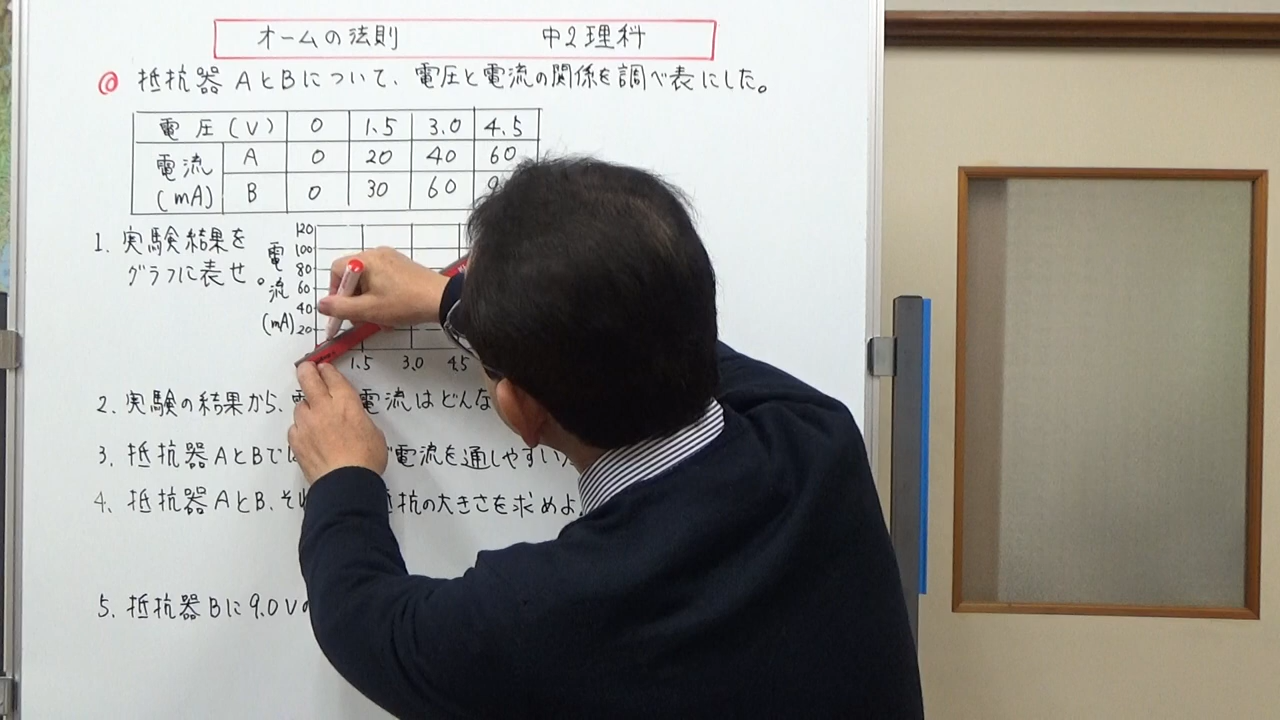 オームの法則 中2理科
◎ 抵抗器AとBについて、電圧と電流の関係を調べ表にした。
電圧(V) 0 1.5 3.0 4.5
電流(mA) A 0 20 40 60
B 0 30 60 9
1. 実験結果をグラフに表せ。
電流(mA)
120
100
80
60
40
20
1.5 3.0 4.5
2. 実験の結果から、電 電流はどんな
3. 抵抗器AとBでは 電流を通しやすい
4. 抵抗器AとB、それ 抵抗の大きさを求めよ
5. 抵抗器Bに9.0Vの